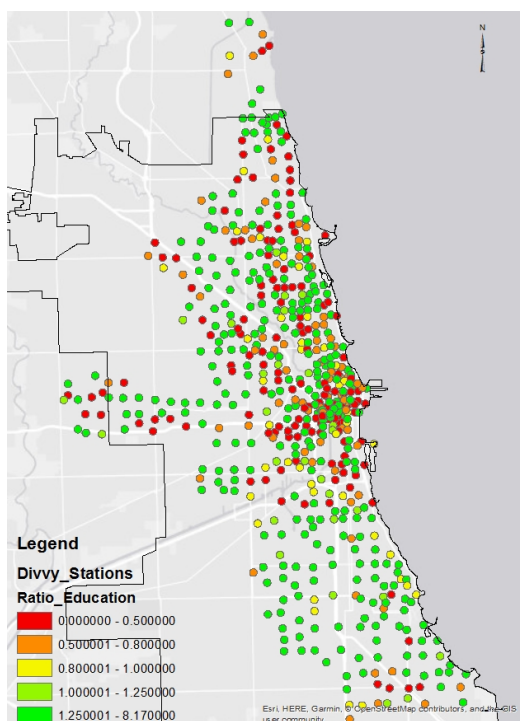 N
Legend
Divvy_Stations
Ratio_Education
0.000000 - 0.500000
0.500001 - 0.800000
0.800001 - 1.000000
1.000001 - 1.250000
1.250001 - 8.170000
Esri, HERE, Garmin, © OpenStreetMap contributors, and the GIS
user community